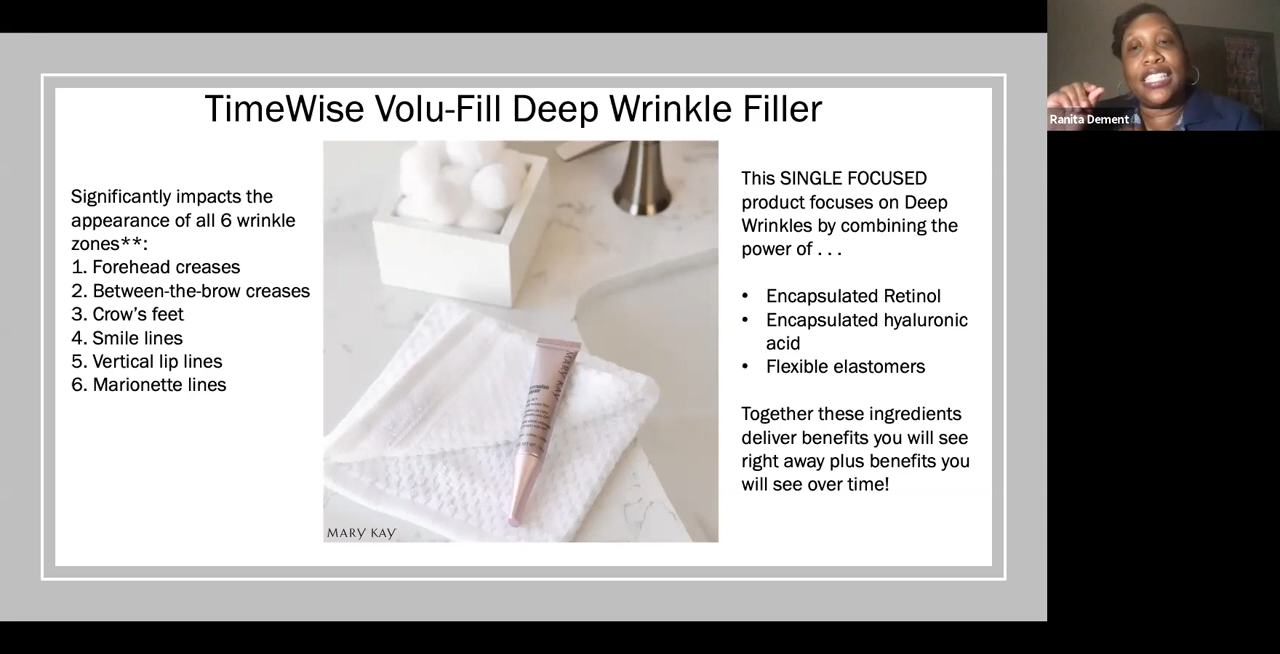 TimeWise Volu-Fill Deep Wrinkle Filler
Significantly impacts the
appearance of all 6 wrinkle
zones**:
1. Forehead creases
2. Between-the-brow creases
3. Crow's feet
4. Smile lines
5. Vertical lip lines
6. Marionette lines
MARY KAY
MARY KAY
This SINGLE FOCUSED
product focuses on Deep
Wrinkles by combining the
power of . . .
• Encapsulated Retinol
• Encapsulated hyaluronic
acid
• Flexible elastomers
Together these ingredients
deliver benefits you will see
right away plus benefits you
will see over time!
Ranita Dement